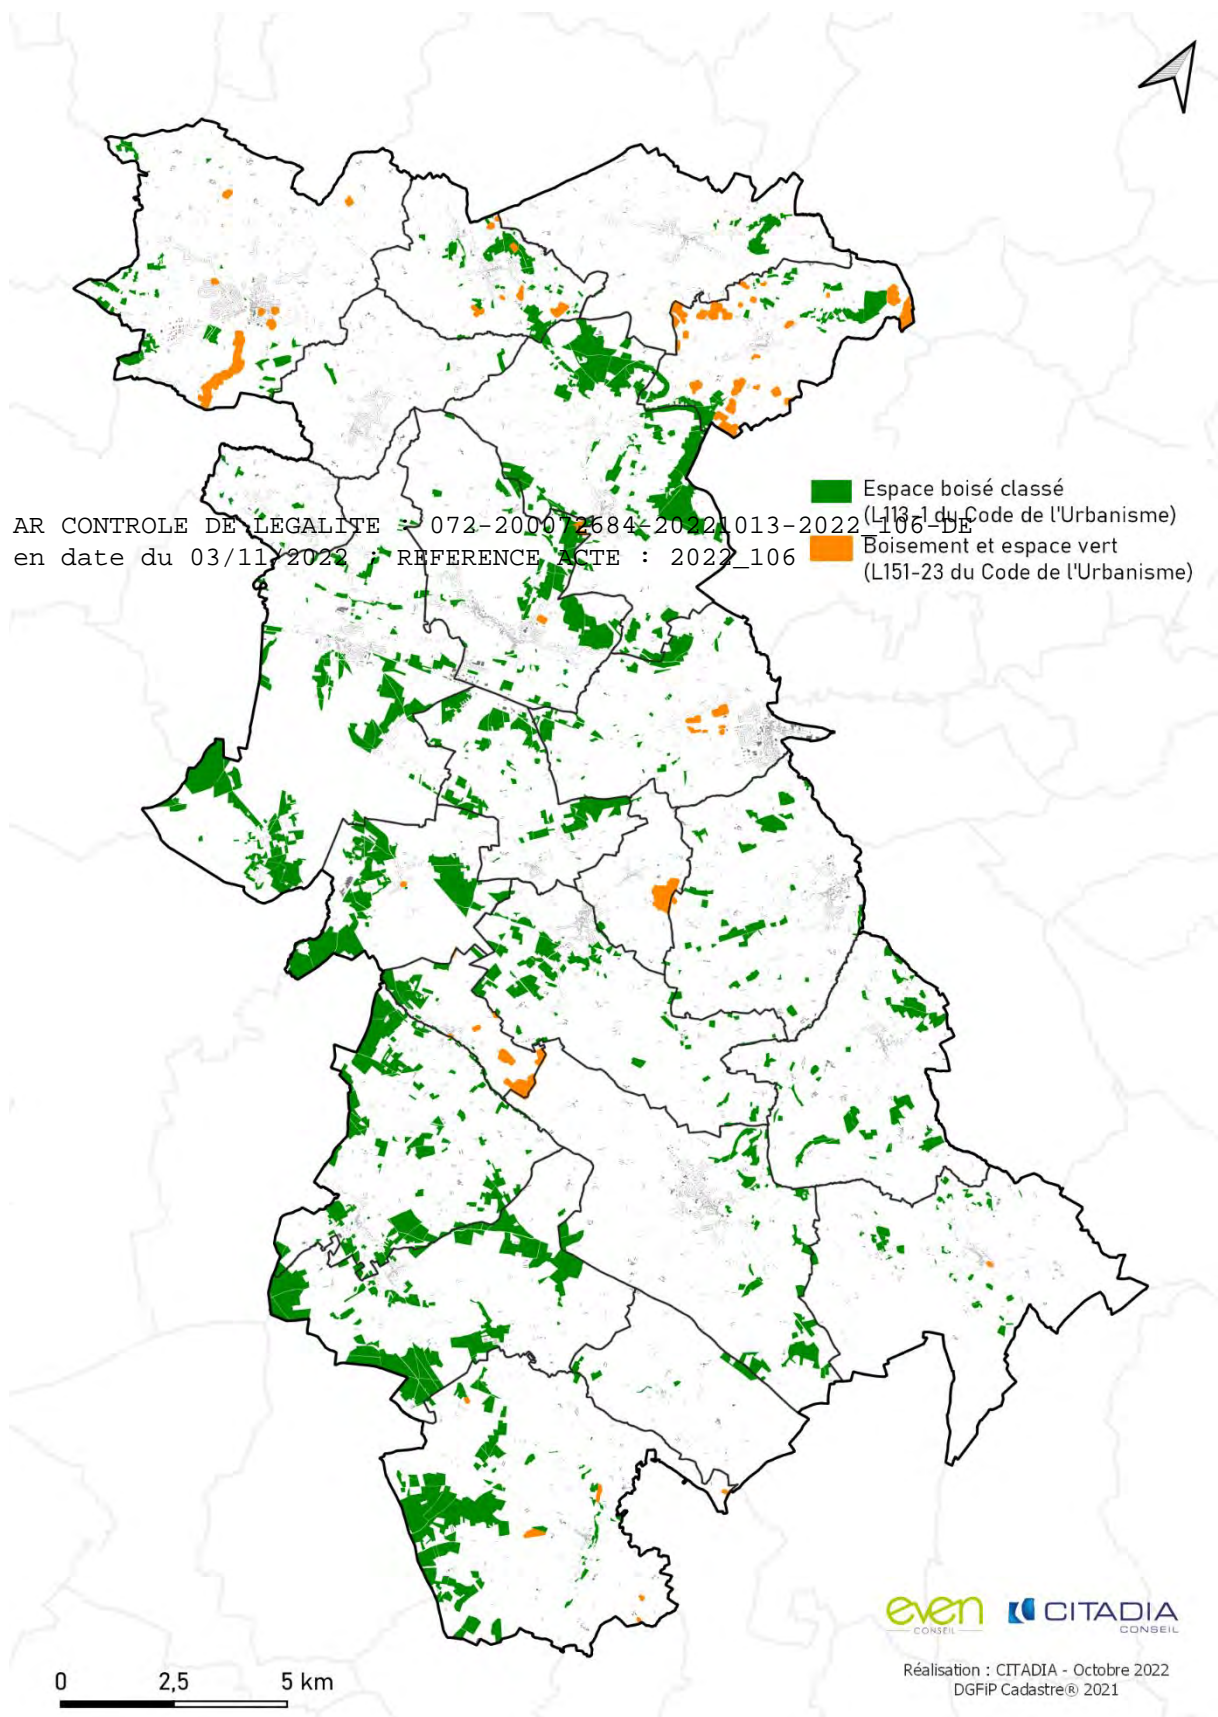 Espace boisé classé
(L113-1 du Code de l'Urbanisme)
AR CONTROLE DE LEGALITE : 072-200072684-20221013-2022_106-DE
en date du 03/11/2022 ; REFERENCE ACTE : 2022_106
Boisement et espace vert
(L151-23 du Code de l'Urbanisme)
even
CONSEIL
CITADIA
CONSEIL
Réalisation : CITADIA - Octobre 2022
DGFiP Cadastre® 2021
0 2,5 5 km